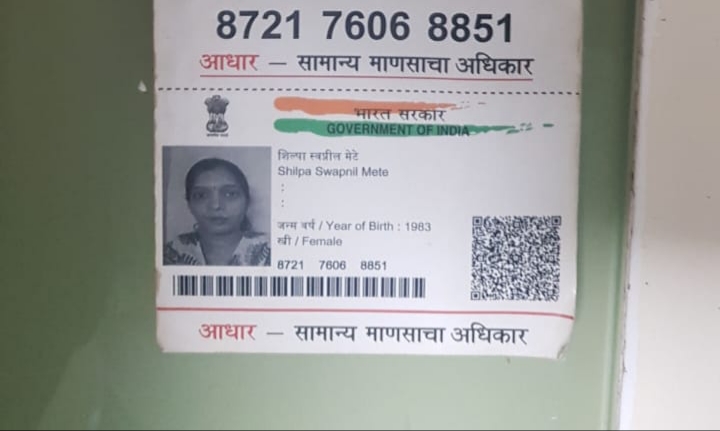 8721 7606 8851
आधार – सामान्य माणसाचा अधिकार
भारत सरकार
GOVERNMENT OF INDIA
शिल्पा स्वप्नील मेटे
Shilpa Swapnil Mete
:
:
जन्म वर्ष / Year of Birth : 1983
स्त्री / Female
8721 7606 8851
आधार – सामान्य माणसाचा अधिकार